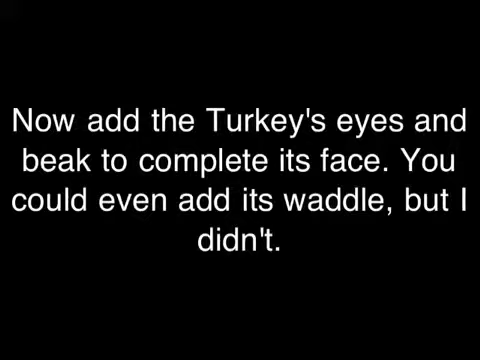 Now add the Turkey's eyes and
beak to complete its face. You
could even add its waddle, but I
didn't.